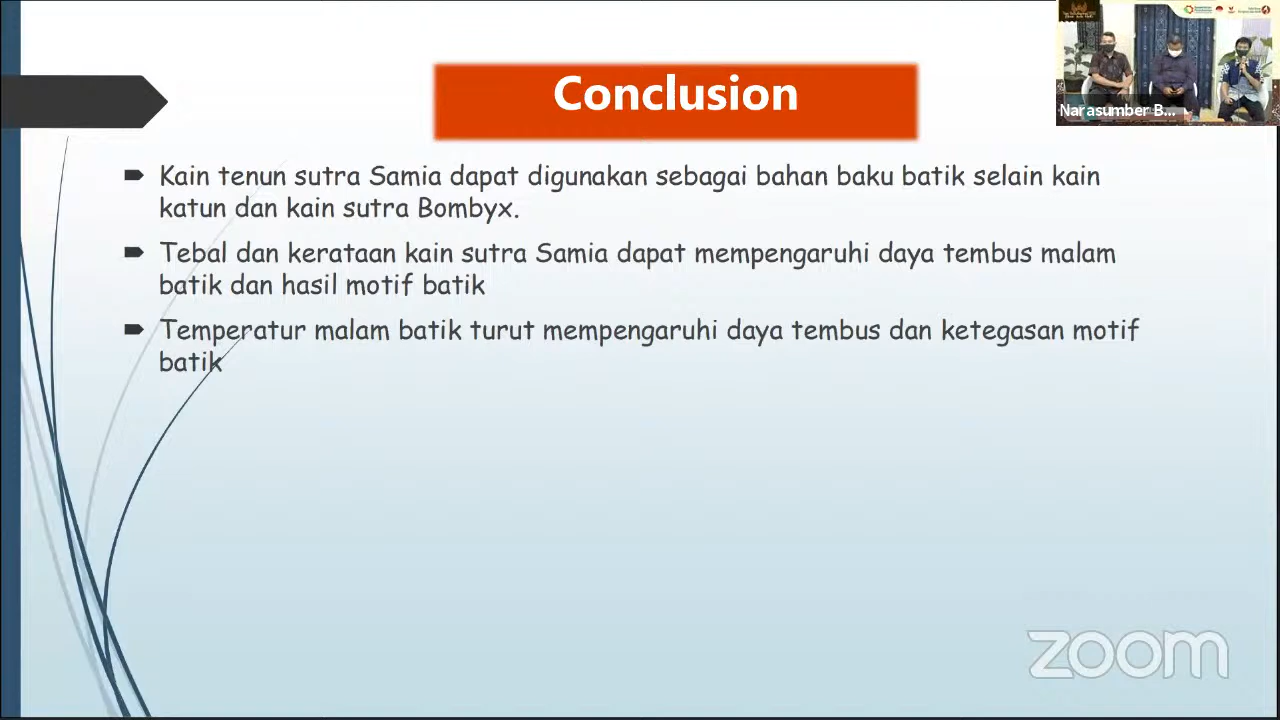 Conclusion
Narasumber B...
Kain tenun sutra Samia dapat digunakan sebagai bahan baku batik selain kain
katun dan kain sutra Bombyx.
Tebal dan kerataan kain sutra Samia dapat mempengaruhi daya tembus malam
batik dan hasil motif batik
Temperatur malam batik turut mempengaruhi daya tembus dan ketegasan motif
batik
zoom